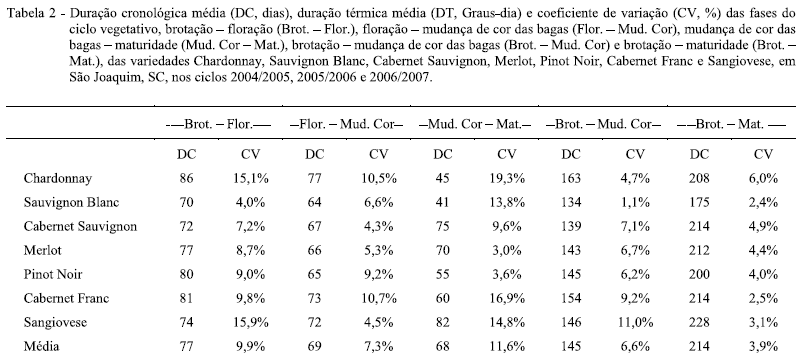 Tabela 2 - Duração cronológica média (DC, dias), duração térmica média (DT, Graus-dia) e coeficiente de variação (CV, %) das fases do
ciclo vegetativo, brotação – floração (Brot. – Flor.), floração – mudança de cor das bagas (Flor. – Mud. Cor), mudança de cor das
bagas – maturidade (Mud. Cor – Mat.), brotação – mudança de cor das bagas (Brot. – Mud. Cor) e brotação – maturidade (Brot. –
Mat.), das variedades Chardonnay, Sauvignon Blanc, Cabernet Sauvignon, Merlot, Pinot Noir, Cabernet Franc e Sangiovese, em
São Joaquim, SC, nos ciclos 2004/2005, 2005/2006 e 2006/2007.
-—Brot. – Flor.-— –Flor. – Mud. Cor– –Mud. Cor – Mat.– –Brot. – Mud. Cor– —–Brot. – Mat. -—
DC CV DC CV DC CV DC CV DC CV
Chardonnay 86 15,1% 77 10,5% 45 19,3% 163 4,7% 208 6,0%
Sauvignon Blanc 70 4,0% 64 6,6% 41 13,8% 134 1,1% 175 2,4%
Cabernet Sauvignon 72 7,2% 67 4,3% 75 9,6% 139 7,1% 214 4,9%
Merlot 77 8,7% 66 5,3% 70 3,0% 143 6,7% 212 4,4%
Pinot Noir 80 9,0% 65 9,2% 55 3,6% 145 6,2% 200 4,0%
Cabernet Franc 81 9,8% 73 10,7% 60 16,9% 154 9,2% 214 2,5%
Sangiovese 74 15,9% 72 4,5% 82 14,8% 146 11,0% 228 3,1%
Média 77 9,9% 69 7,3% 68 11,6% 145 6,6% 214 3,9%